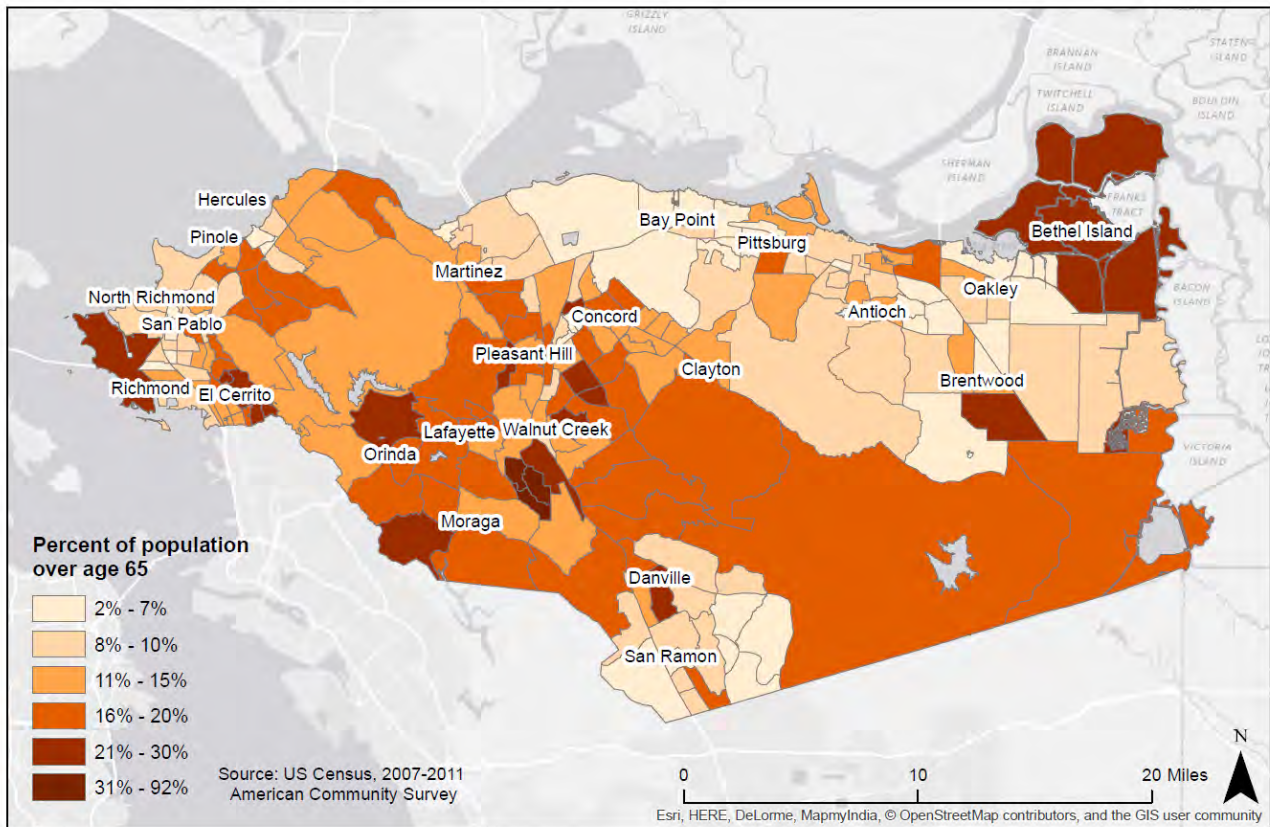 GRIZZLY
ISLAND
BRANNAN
ISLAND
STATEN
ISLAND
TWITCHELL
ISLAND
BOULDIN
ISLAND
SHERMAN
ISLAND
Hercules
FRANKS
TRACT
Bay Point
Bethel Island
Pinole
Pittsburg
Martinez
North Richmond
Oakley
BACON
ISLAND
San Pablo
Concord
Antioch
Pleasant Hill
Clayton
Richmond
El Cerrito
Brentwood
Lafayette
Walnut Creek
Orinda
VICTORIA
ISLAND
Moraga
Percent of population
over age 65
Danville
2% - 7%
8% - 10%
San Ramon
11% - 15%
16% - 20%
21% - 30%
31% - 92%
Source: US Census, 2007-2011
American Community Survey
N
0 10 20 Miles
Esri, HERE, DeLorme, MapmyIndia, © OpenStreetMap contributors, and the GIS user community